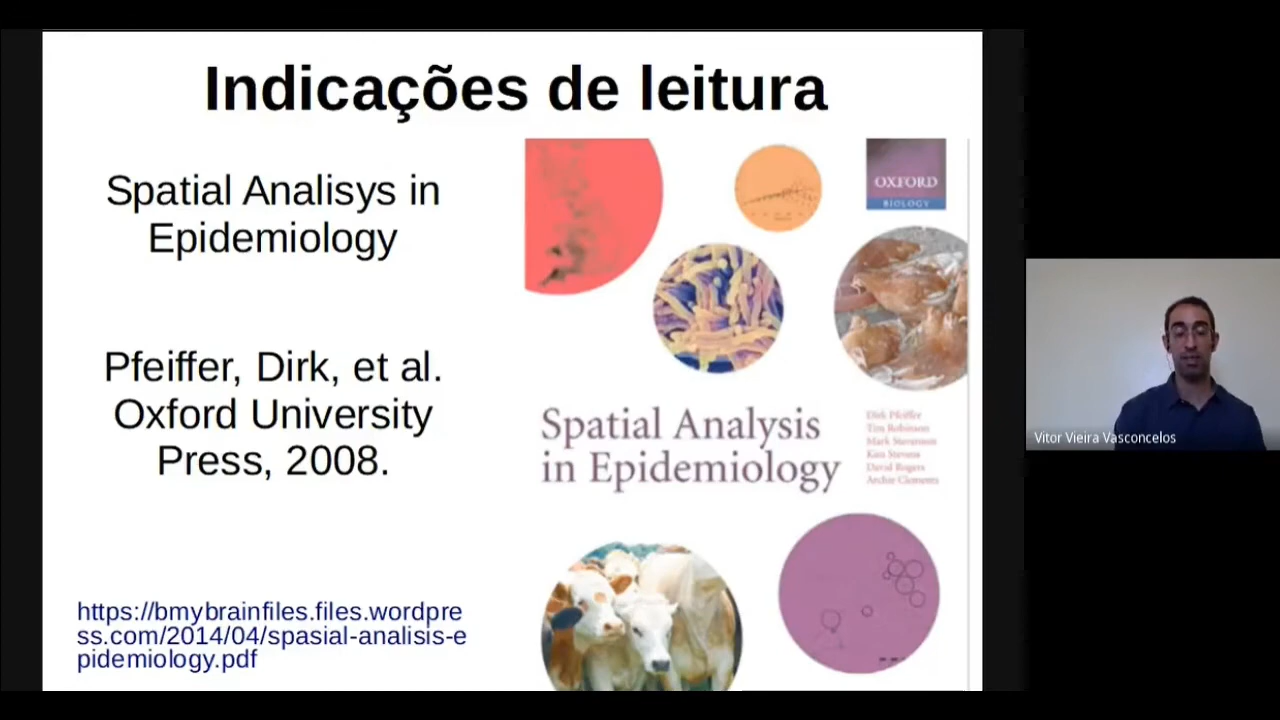 Indicações de leitura
Spatial Analisys in
Epidemiology
Pfeiffer, Dirk, et al.
Oxford University
Press, 2008.
https://bmybrainfiles.files.wordpre
ss.com/2014/04/spasial-analisis-e
pidemiology.pdf
OXFORD
BIOLOGY
Spatial Analysis
in Epidemiology
Dirk Pfeiffer
Tim Robinson
Mark Stevenson
Kim Stevens
David Rogers
Archie Clements
Vitor Vieira Vasconcelos